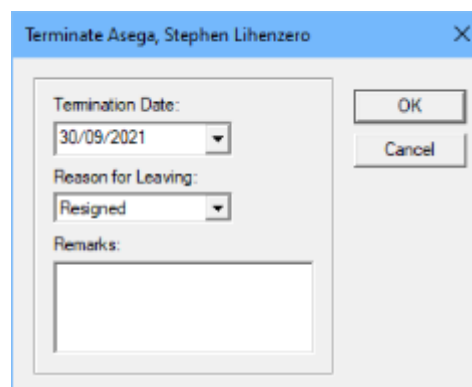 Terminate Asega, Stephen Lihenzero
Termination Date:
30/09/2021
Reason for Leaving:
Resigned
Remarks:
OK
Cancel